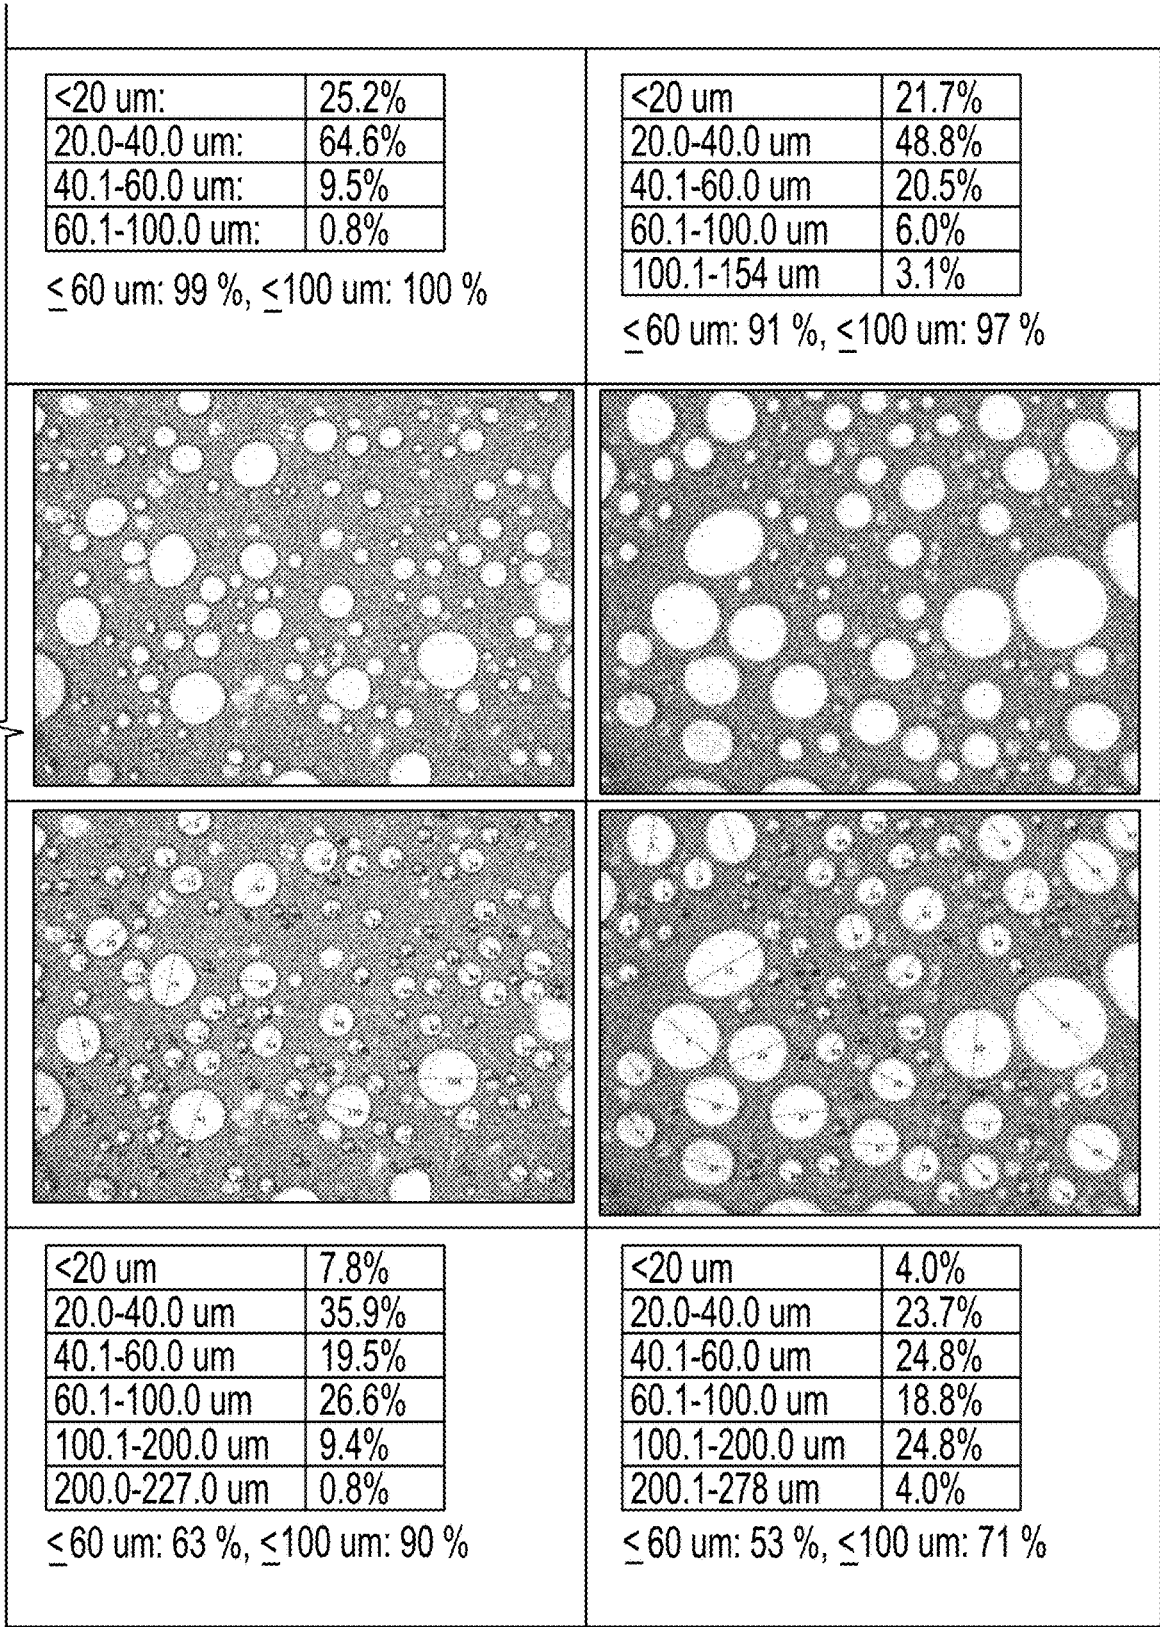 <20 um: 25.2%
20.0-40.0 um: 64.6%
40.1-60.0 um: 9.5%
60.1-100.0 um: 0.8%
≤60 um: 99 %, ≤100 um: 100 %
<20 um 21.7%
20.0-40.0 um 48.8%
40.1-60.0 um 20.5%
60.1-100.0 um 6.0%
100.1-154 um 3.1%
≤60 um: 91 %, ≤100 um: 97 %
<20 um 7.8%
20.0-40.0 um 35.9%
40.1-60.0 um 19.5%
60.1-100.0 um 26.6%
100.1-200.0 um 9.4%
200.0-227.0 um 0.8%
≤60 um: 63 %, ≤100 um: 90 %
<20 um 4.0%
20.0-40.0 um 23.7%
40.1-60.0 um 24.8%
60.1-100.0 um 18.8%
100.1-200.0 um 24.8%
200.1-278 um 4.0%
≤60 um: 53 %, ≤100 um: 71 %